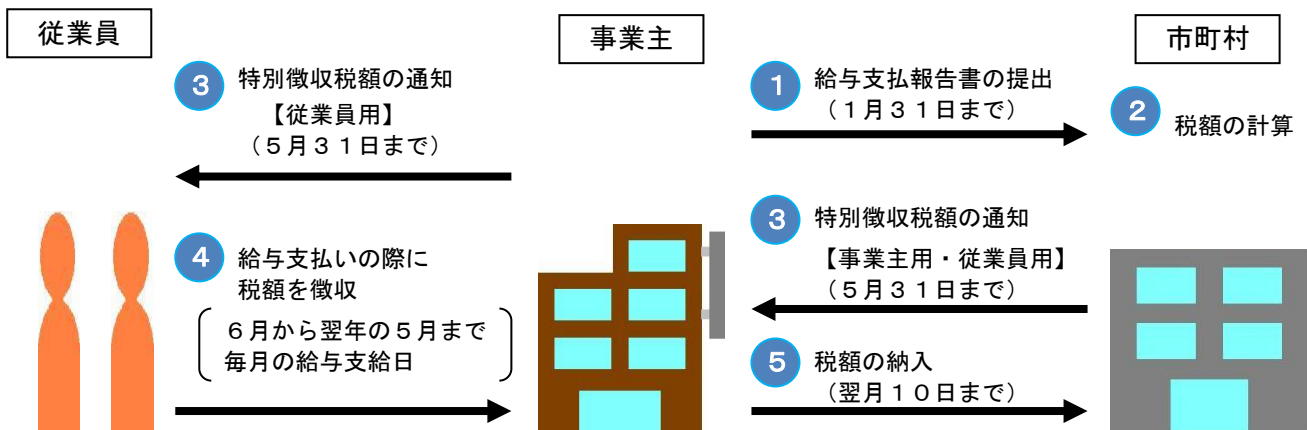 従業員
事業主
市町村
③
特別徴収税額の通知
【従業員用】
(5月31日まで)
①
給与支払報告書の提出
(1月31日まで)
②
税額の計算
④
給与支払いの際に
税額を徴収
6月から翌年の5月まで
毎月の給与支給日
③
特別徴収税額の通知
【事業主用・従業員用】
(5月31日まで)
⑤
税額の納入
(翌月10日まで)